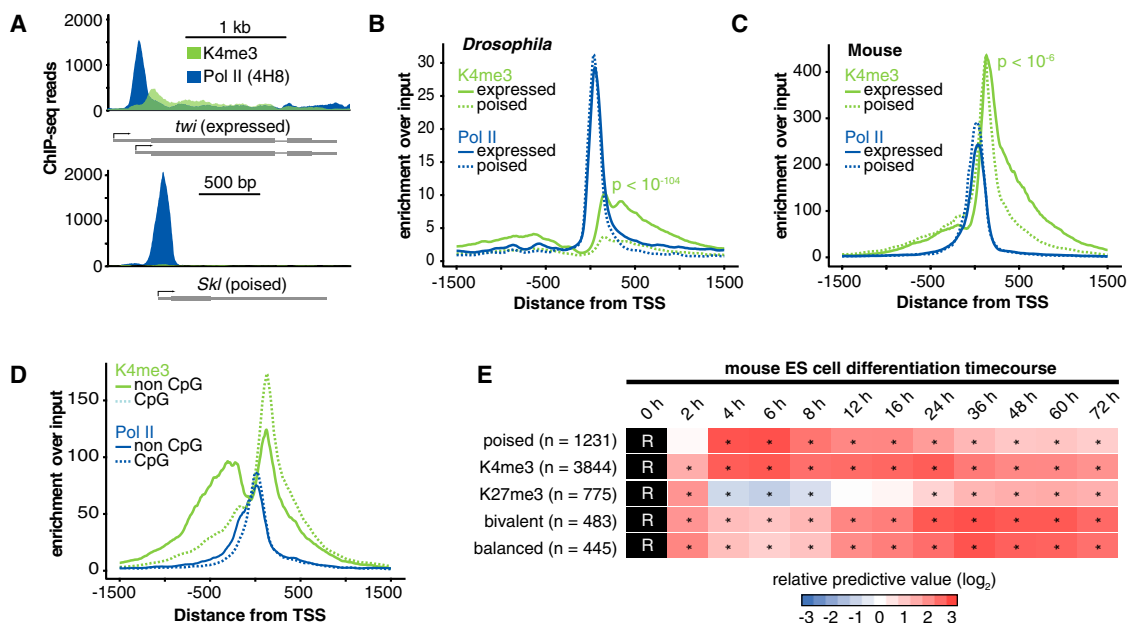 A
2000
1000
0
1 kb
K4me3
Pol II (4H8)
twi (expressed)
ChIP-seq reads
2000
1000
0
500 bp
Skl (poised)
B
Drosophila
K4me3
expressed
poised
Pol II
expressed
poised
p < 10-104
enrichment over input
30
25
20
15
10
5
0
-1500 -500 500 1500
Distance from TSS
C
Mouse
K4me3
expressed
poised
Pol II
expressed
poised
p < 10-6
enrichment over input
400
300
200
100
0
-1500 -500 500 1500
Distance from TSS
D
K4me3
non CpG
CpG
Pol II
non CpG
CpG
enrichment over input
150
100
50
0
-1500 -500 500 1500
Distance from TSS
E
mouse ES cell differentiation timecourse
0 h 2 h 4 h 6 h 8 h 12 h 16 h 24 h 36 h 48 h 60 h 72 h
poised (n = 1231) R * * * * * * * * * *
K4me3 (n = 3844) R * * * * * * * * * * *
K27me3 (n = 775) R * * * * * * * * *
bivalent (n = 483) R * * * * * * * * * * *
balanced (n = 445) R * * * * * * * * * * *
relative predictive value (log2)
-3 -2 -1 0 1 2 3